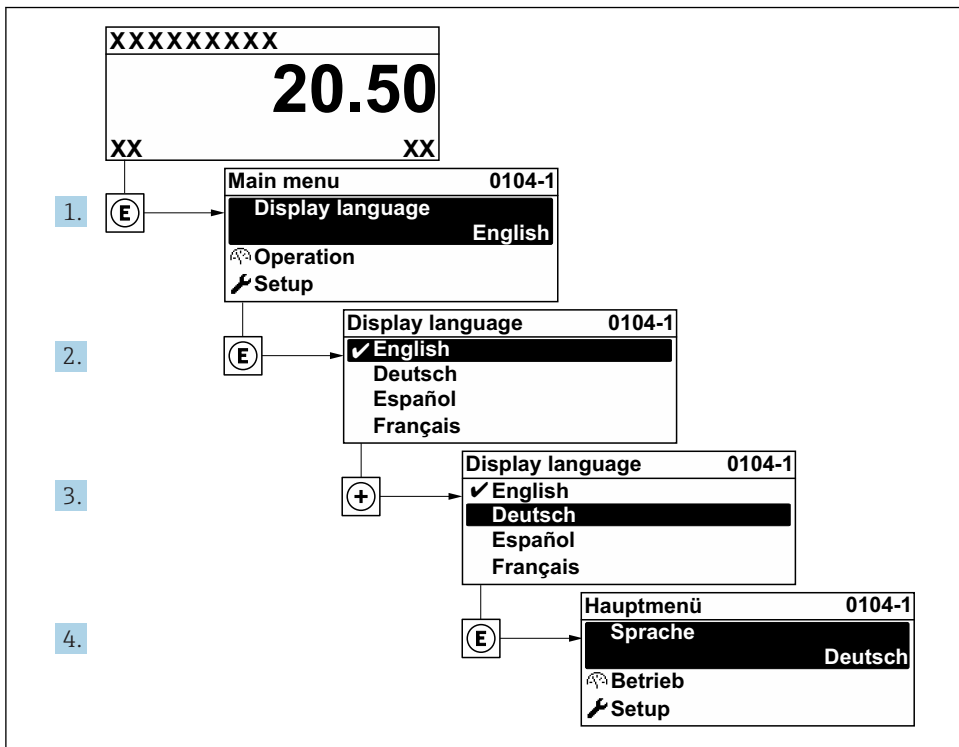 XXXXXXXXX
20.50
XX XX
1. E
Main menu 0104-1
Display language
English
Operation
Setup
2. E
Display language 0104-1
✔English
Deutsch
Español
Français
3. +
Display language 0104-1
✔English
Deutsch
Español
Français
4. E
Hauptmenü 0104-1
Sprache
Deutsch
Betrieb
Setup